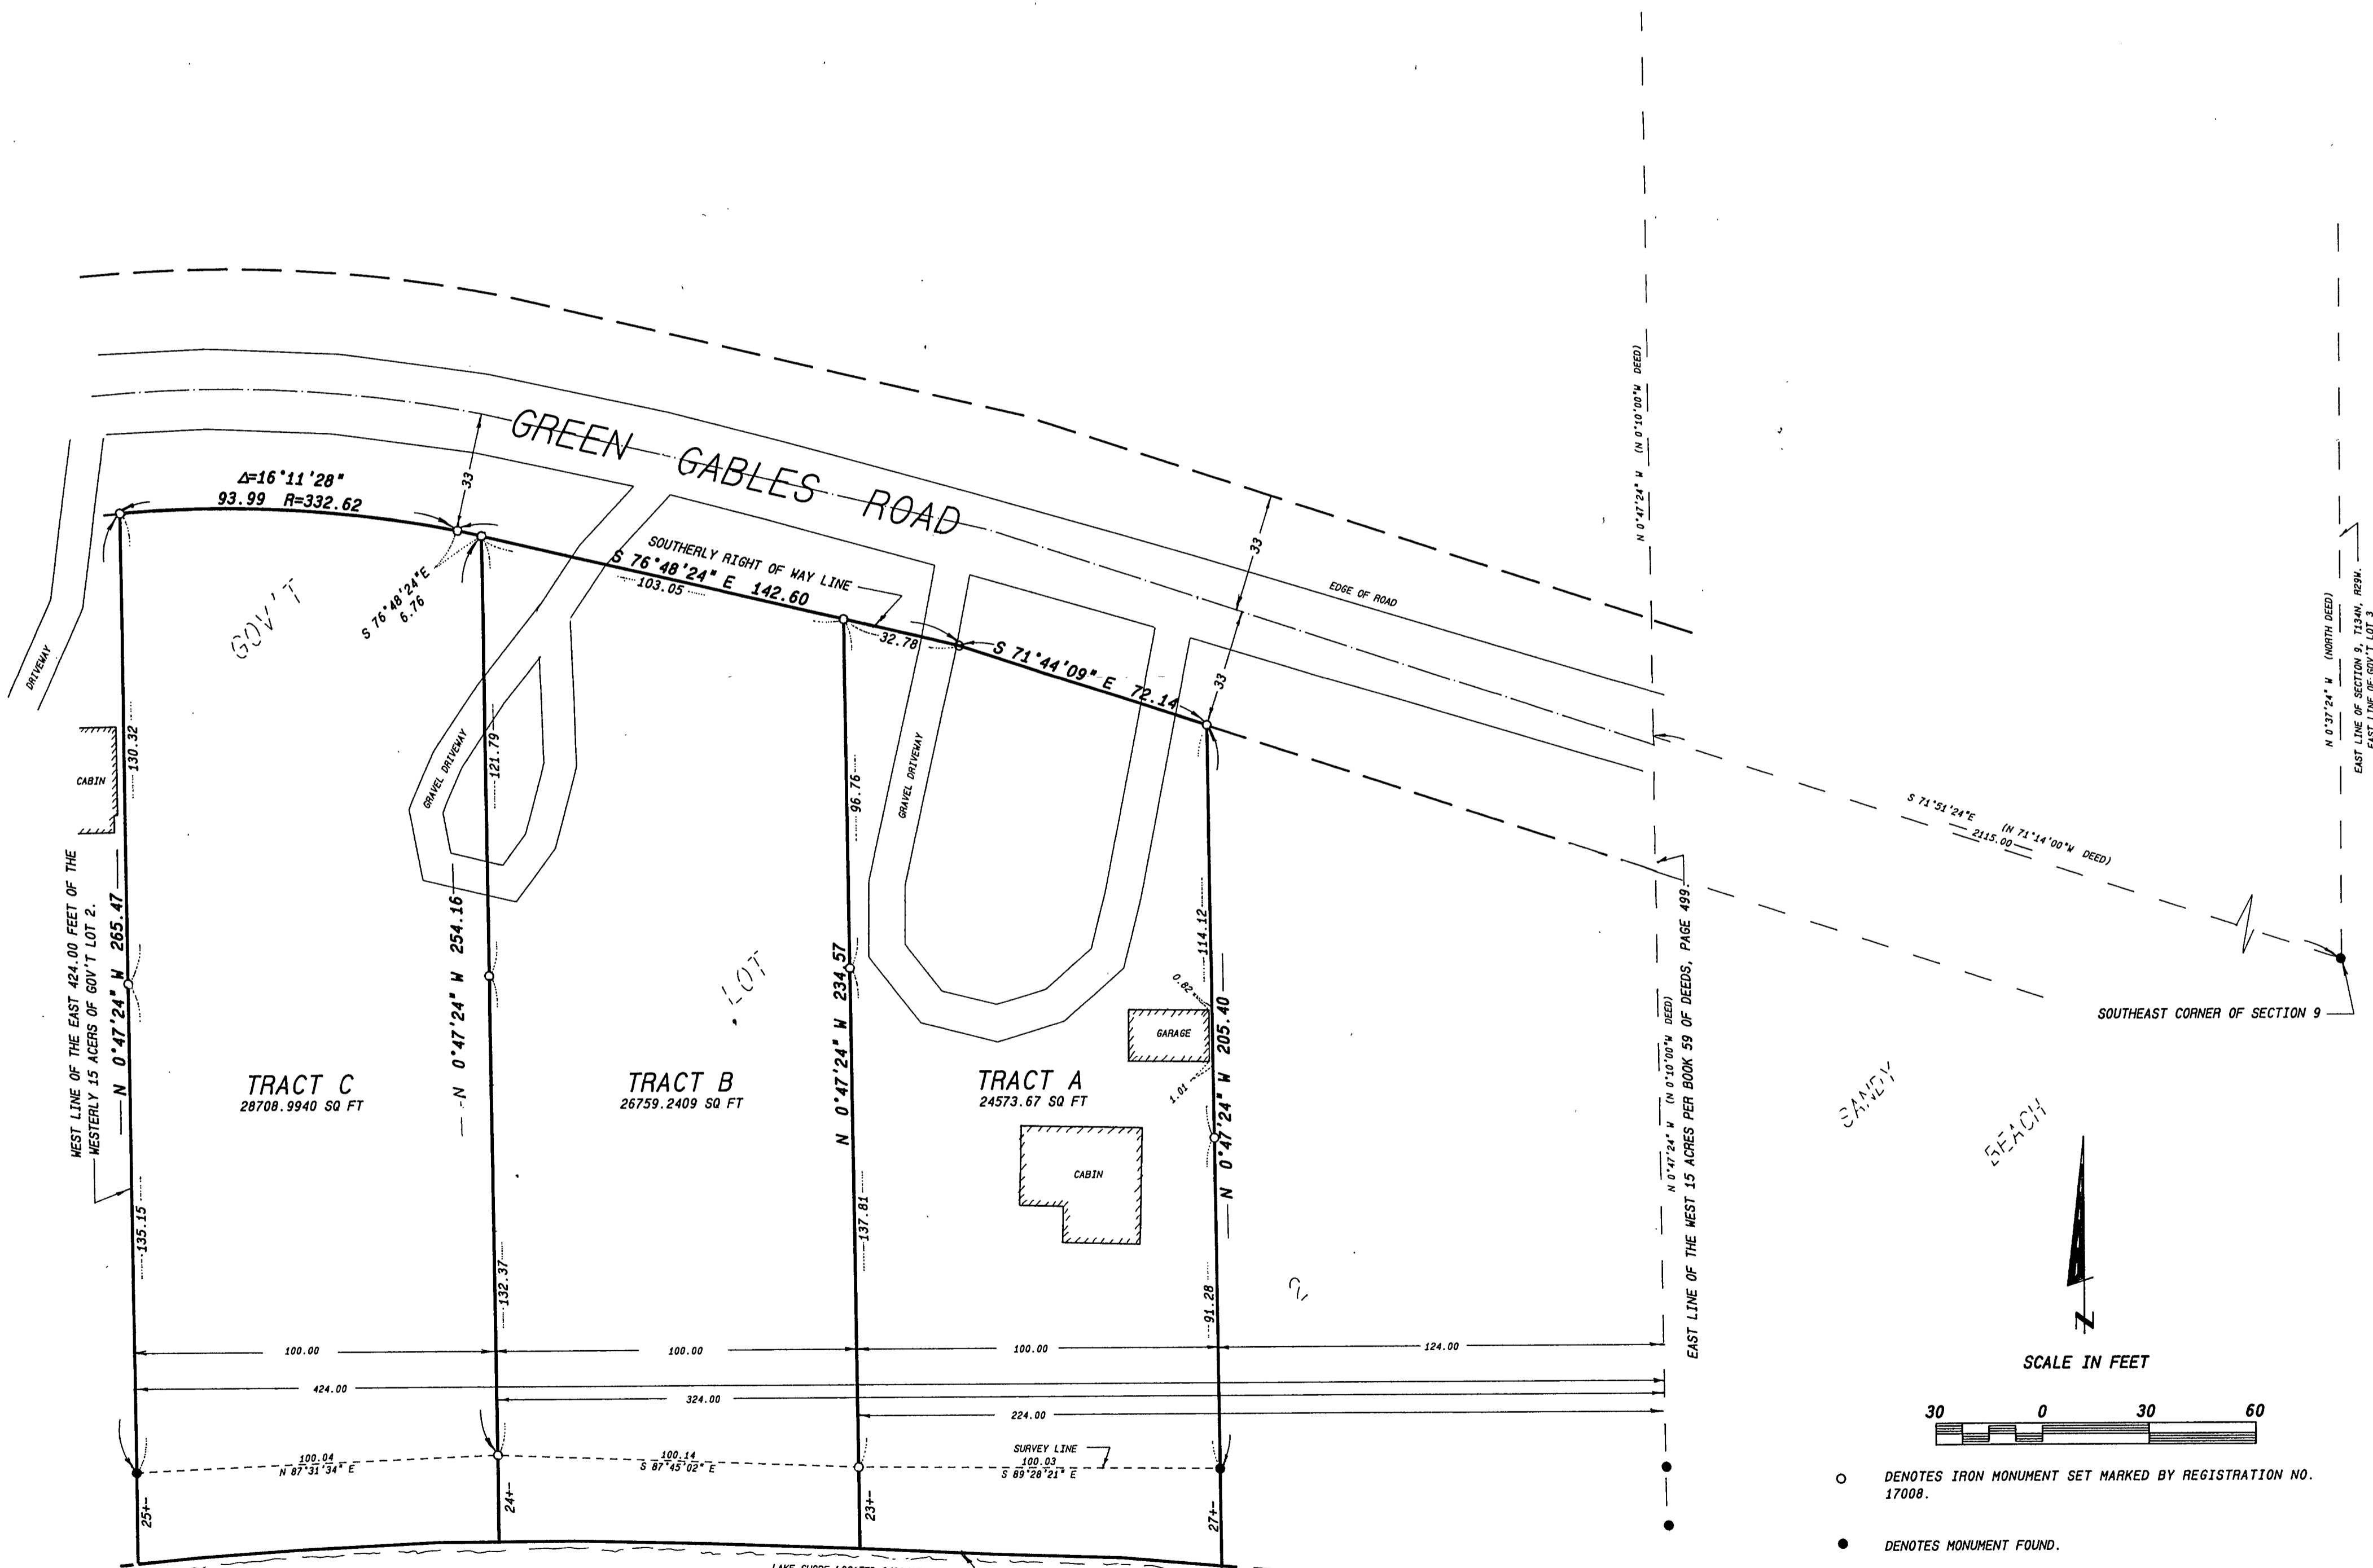 GREEN GABLES ROAD
Δ=16°11'28"
93.99 R=332.62
33
S 76°48'24"E
6.76
SOUTHERLY RIGHT OF WAY LINE
S 76°48'24" E 142.60
103.05
32.78
S 71°44'09" E 72.14
33
33
EDGE OF ROAD
N 0°47'24" W (N 0°10'00"W DEED)
N 0°37'24" W (NORTH DEED)
EAST LINE OF SECTION 9, T134N, R29W.
EAST LINE OF GOV'T LOT 3
S 71°51'24"E (N 71°14'00"W DEED)
2115.00
SOUTHEAST CORNER OF SECTION 9
GOV'T
LOT
2
SANDY
BEACH
DRIVEWAY
CABIN
130.32
WEST LINE OF THE EAST 424.00 FEET OF THE
WESTERLY 15 ACERS OF GOV'T LOT 2.
N 0°47'24" W 265.47
135.15
GRAVEL DRIVEWAY
121.79
N 0°47'24" W 254.16
132.37
96.76
N 0°47'24" W 234.57
137.81
GRAVEL DRIVEWAY
114.12
0.82
GARAGE
1.01
N 0°47'24" W 205.40
91.28
CABIN
TRACT C
28708.9940 SQ FT
TRACT B
26759.2409 SQ FT
TRACT A
24573.67 SQ FT
N 0°47'24" W (N 0°10'00"W DEED)
EAST LINE OF THE WEST 15 ACRES PER BOOK 59 OF DEEDS, PAGE 499.
100.00
100.00
100.00
124.00
424.00
324.00
224.00
100.04
N 87°31'34" E
100.14
S 87°45'02" E
SURVEY LINE
100.03
S 89°28'21" E
25+-
24+-
23+-
27+-
N
SCALE IN FEET
30 0 30 60
DENOTES IRON MONUMENT SET MARKED BY REGISTRATION NO.
17008.
DENOTES MONUMENT FOUND.